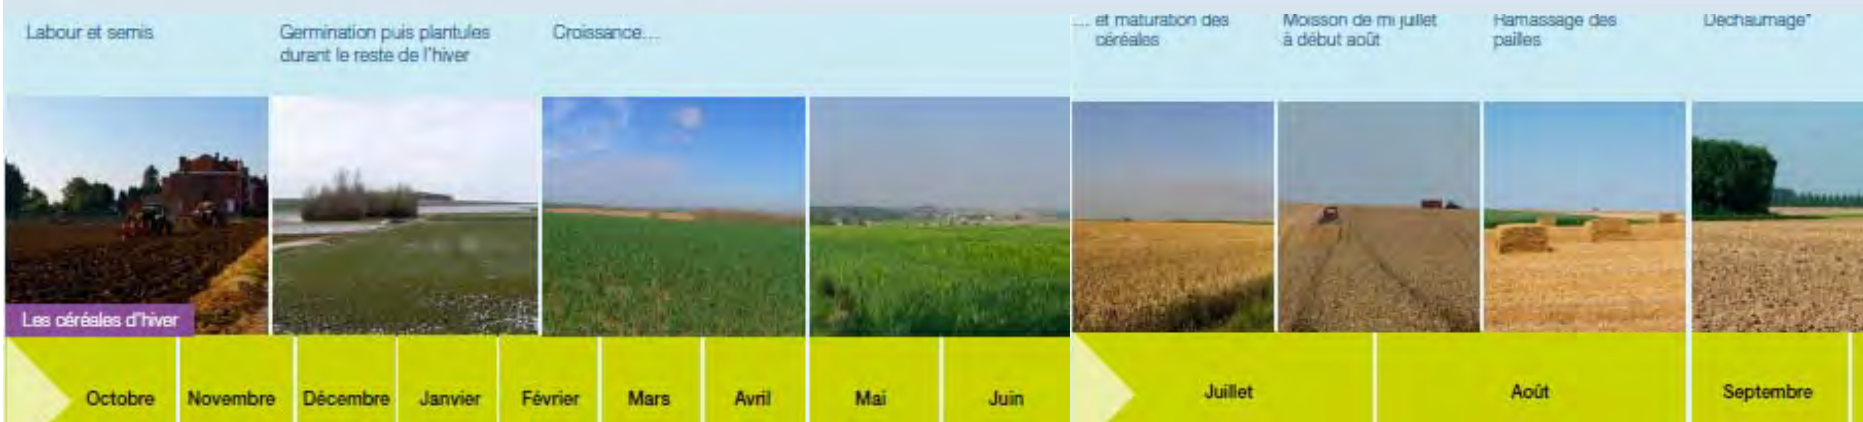 Labour et semis
Germination puis plantules
durant le reste de l'hiver
Croissance...
... et maturation des
céréales
Moisson de mi juillet
à début août
Ramassage des
pailles
Déchaumage*
Les céréales d'hiver
Octobre
Novembre
Décembre
Janvier
Février
Mars
Avril
Mai
Juin
Juillet
Août
Septembre